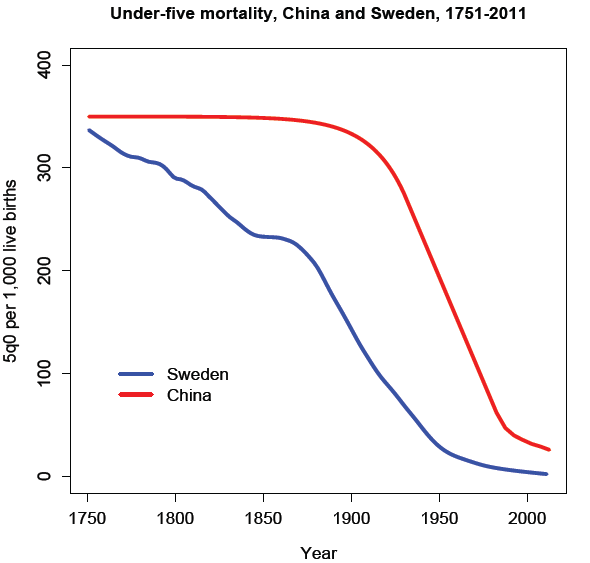 Under-five mortality, China and Sweden, 1751-2011
5q0 per 1,000 live births
400
300
200
100
0
Sweden
China
1750 1800 1850 1900 1950 2000
Year